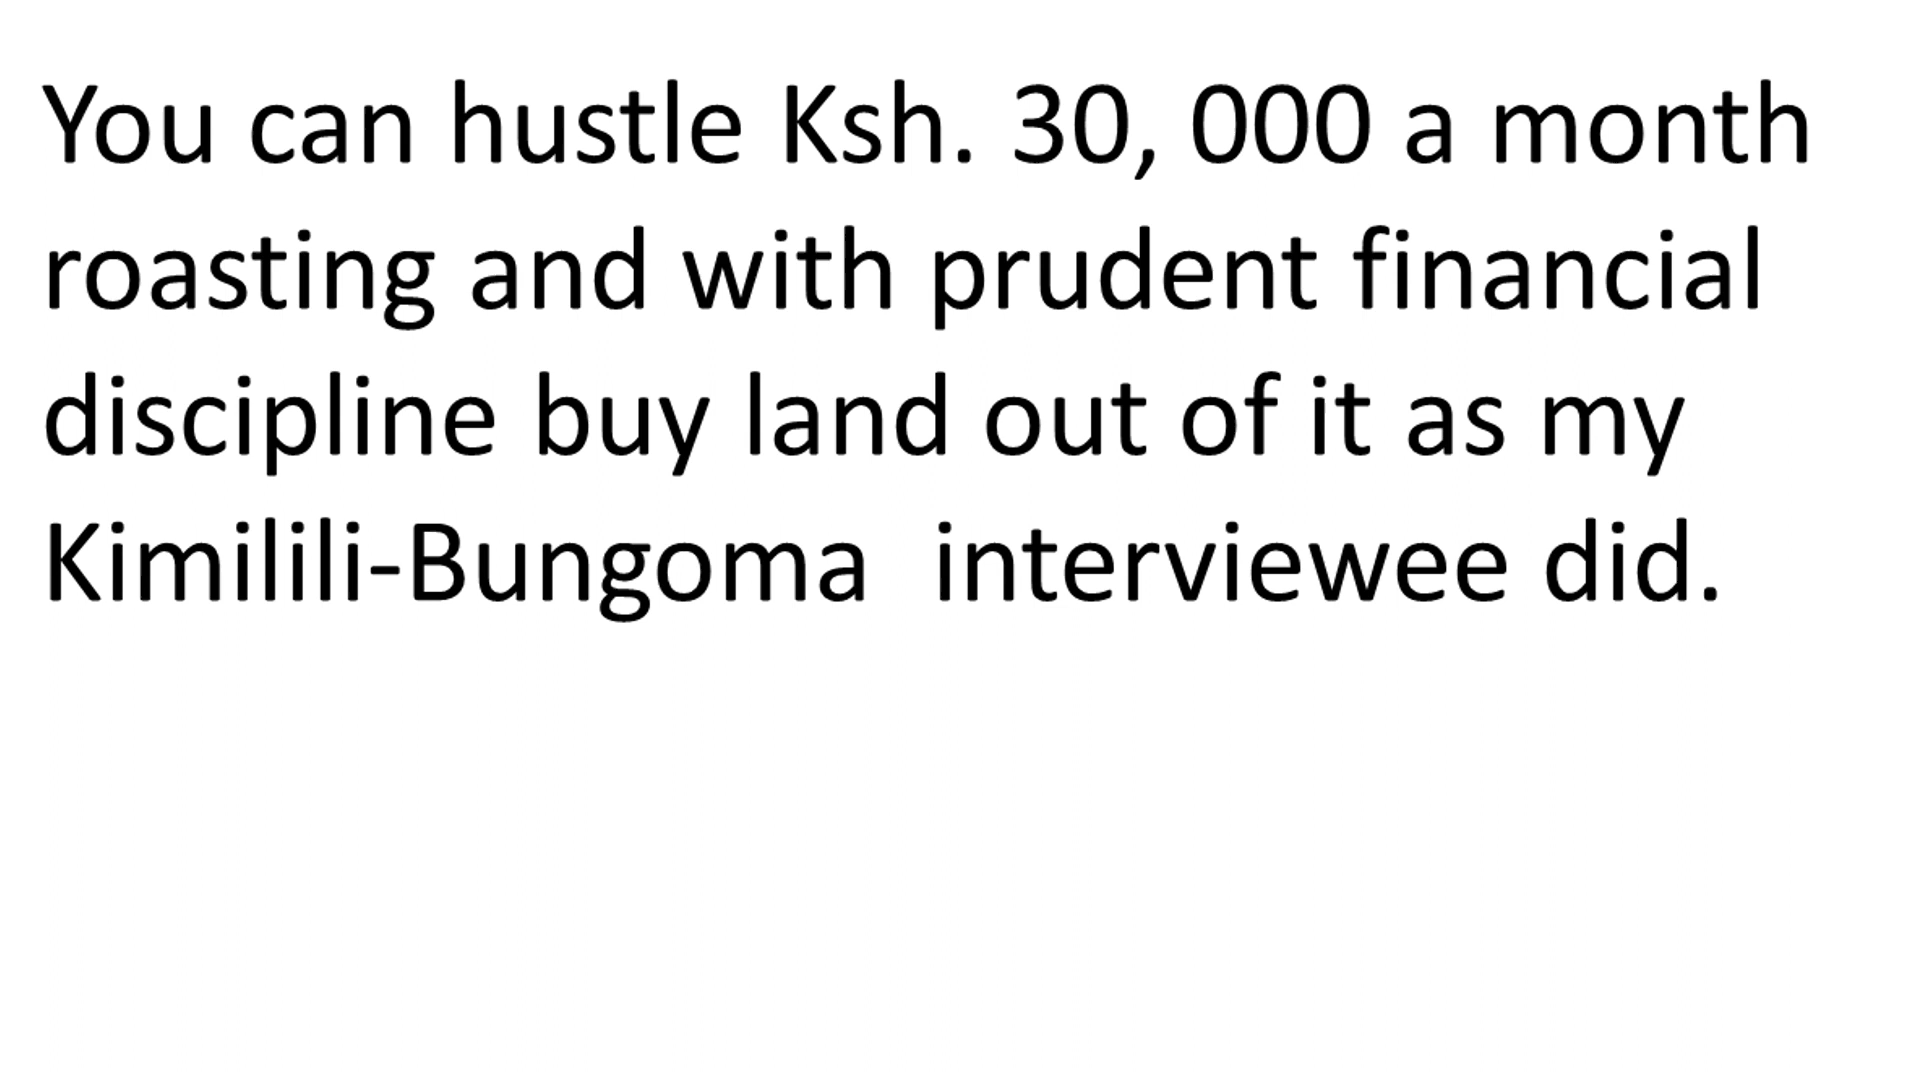 You can hustle Ksh. 30, 000 a month
roasting and with prudent financial
discipline buy land out of it as my
Kimilili-Bungoma  interviewee did.